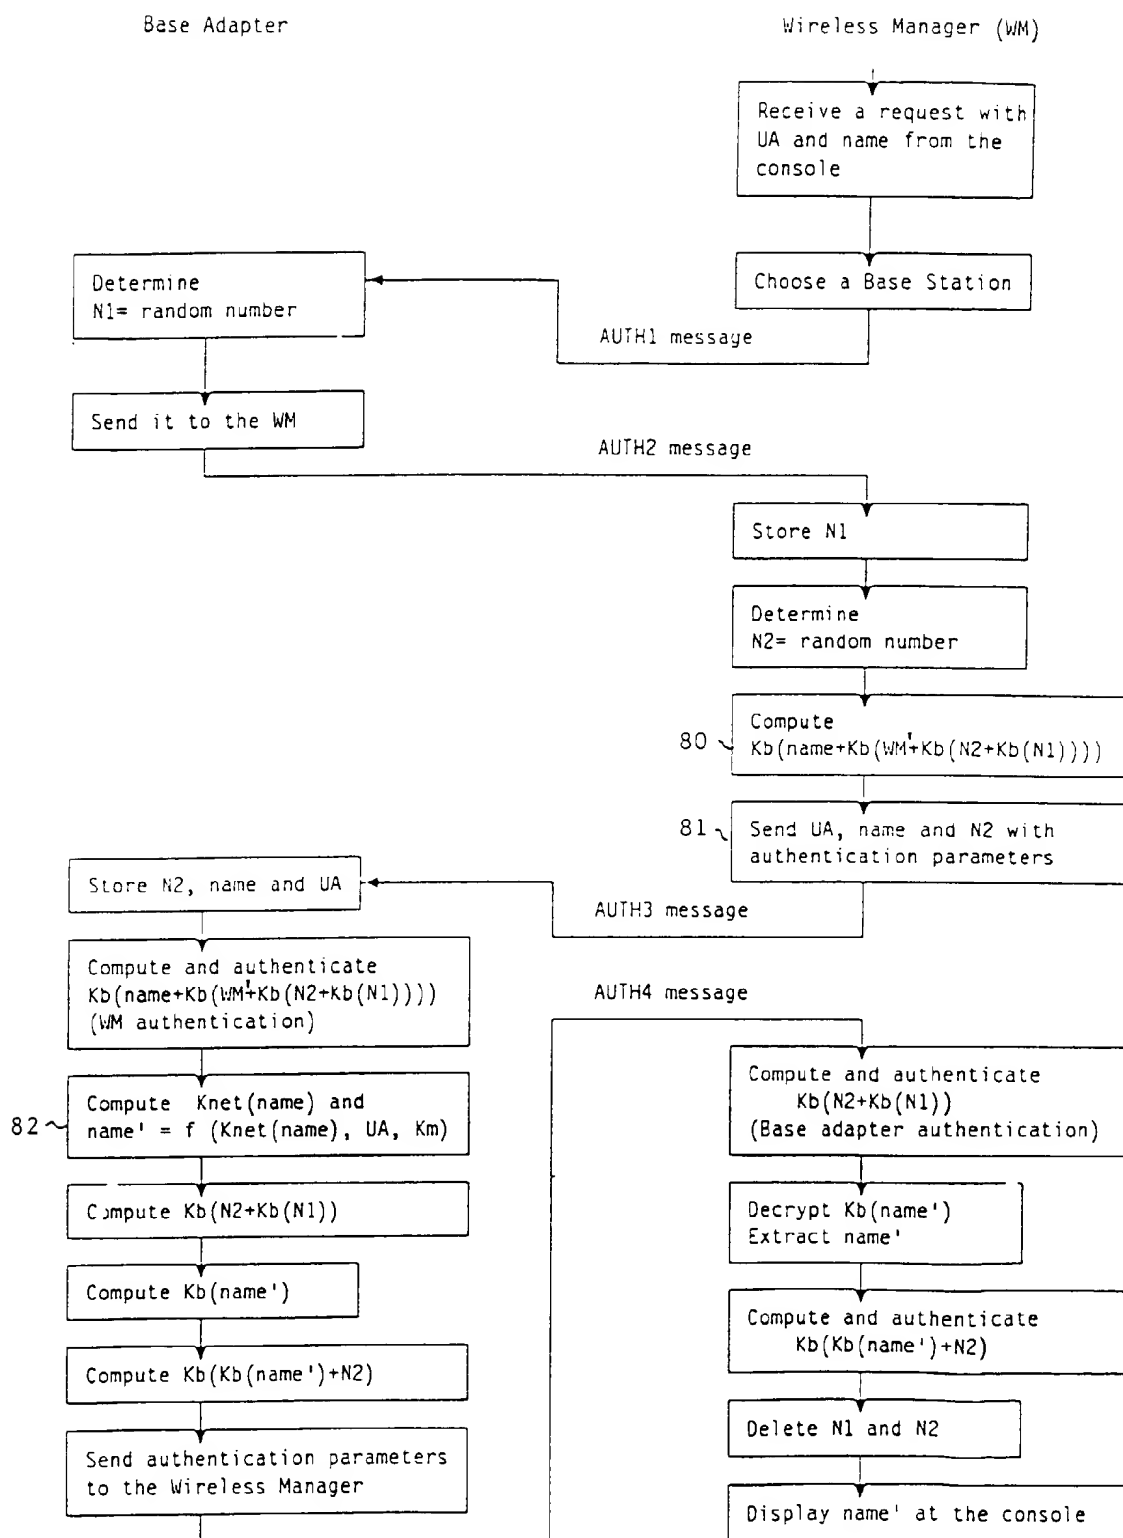 Base Adapter
Wireless Manager (WM)
Receive a request with
UA and name from the
console
Choose a Base Station
Determine
N1= random number
AUTH1 message
Send it to the WM
AUTH2 message
Store N1
Determine
N2= random number
80
Compute
Kb(name+Kb(WM'+Kb(N2+Kb(N1))))
81
Send UA, name and N2 with
authentication parameters
Store N2, name and UA
AUTH3 message
Compute and authenticate
Kb(name+Kb(WM'+Kb(N2+Kb(N1))))
(WM authentication)
AUTH4 message
Compute and authenticate
Kb(N2+Kb(N1))
(Base adapter authentication)
82
Compute Knet(name) and
name' = f (Knet(name), UA, Km)
Compute Kb(N2+Kb(N1))
Decrypt Kb(name')
Extract name'
Compute Kb(name')
Compute and authenticate
Kb(Kb(name')+N2)
Compute Kb(Kb(name')+N2)
Delete N1 and N2
Send authentication parameters
to the Wireless Manager
Display name' at the console